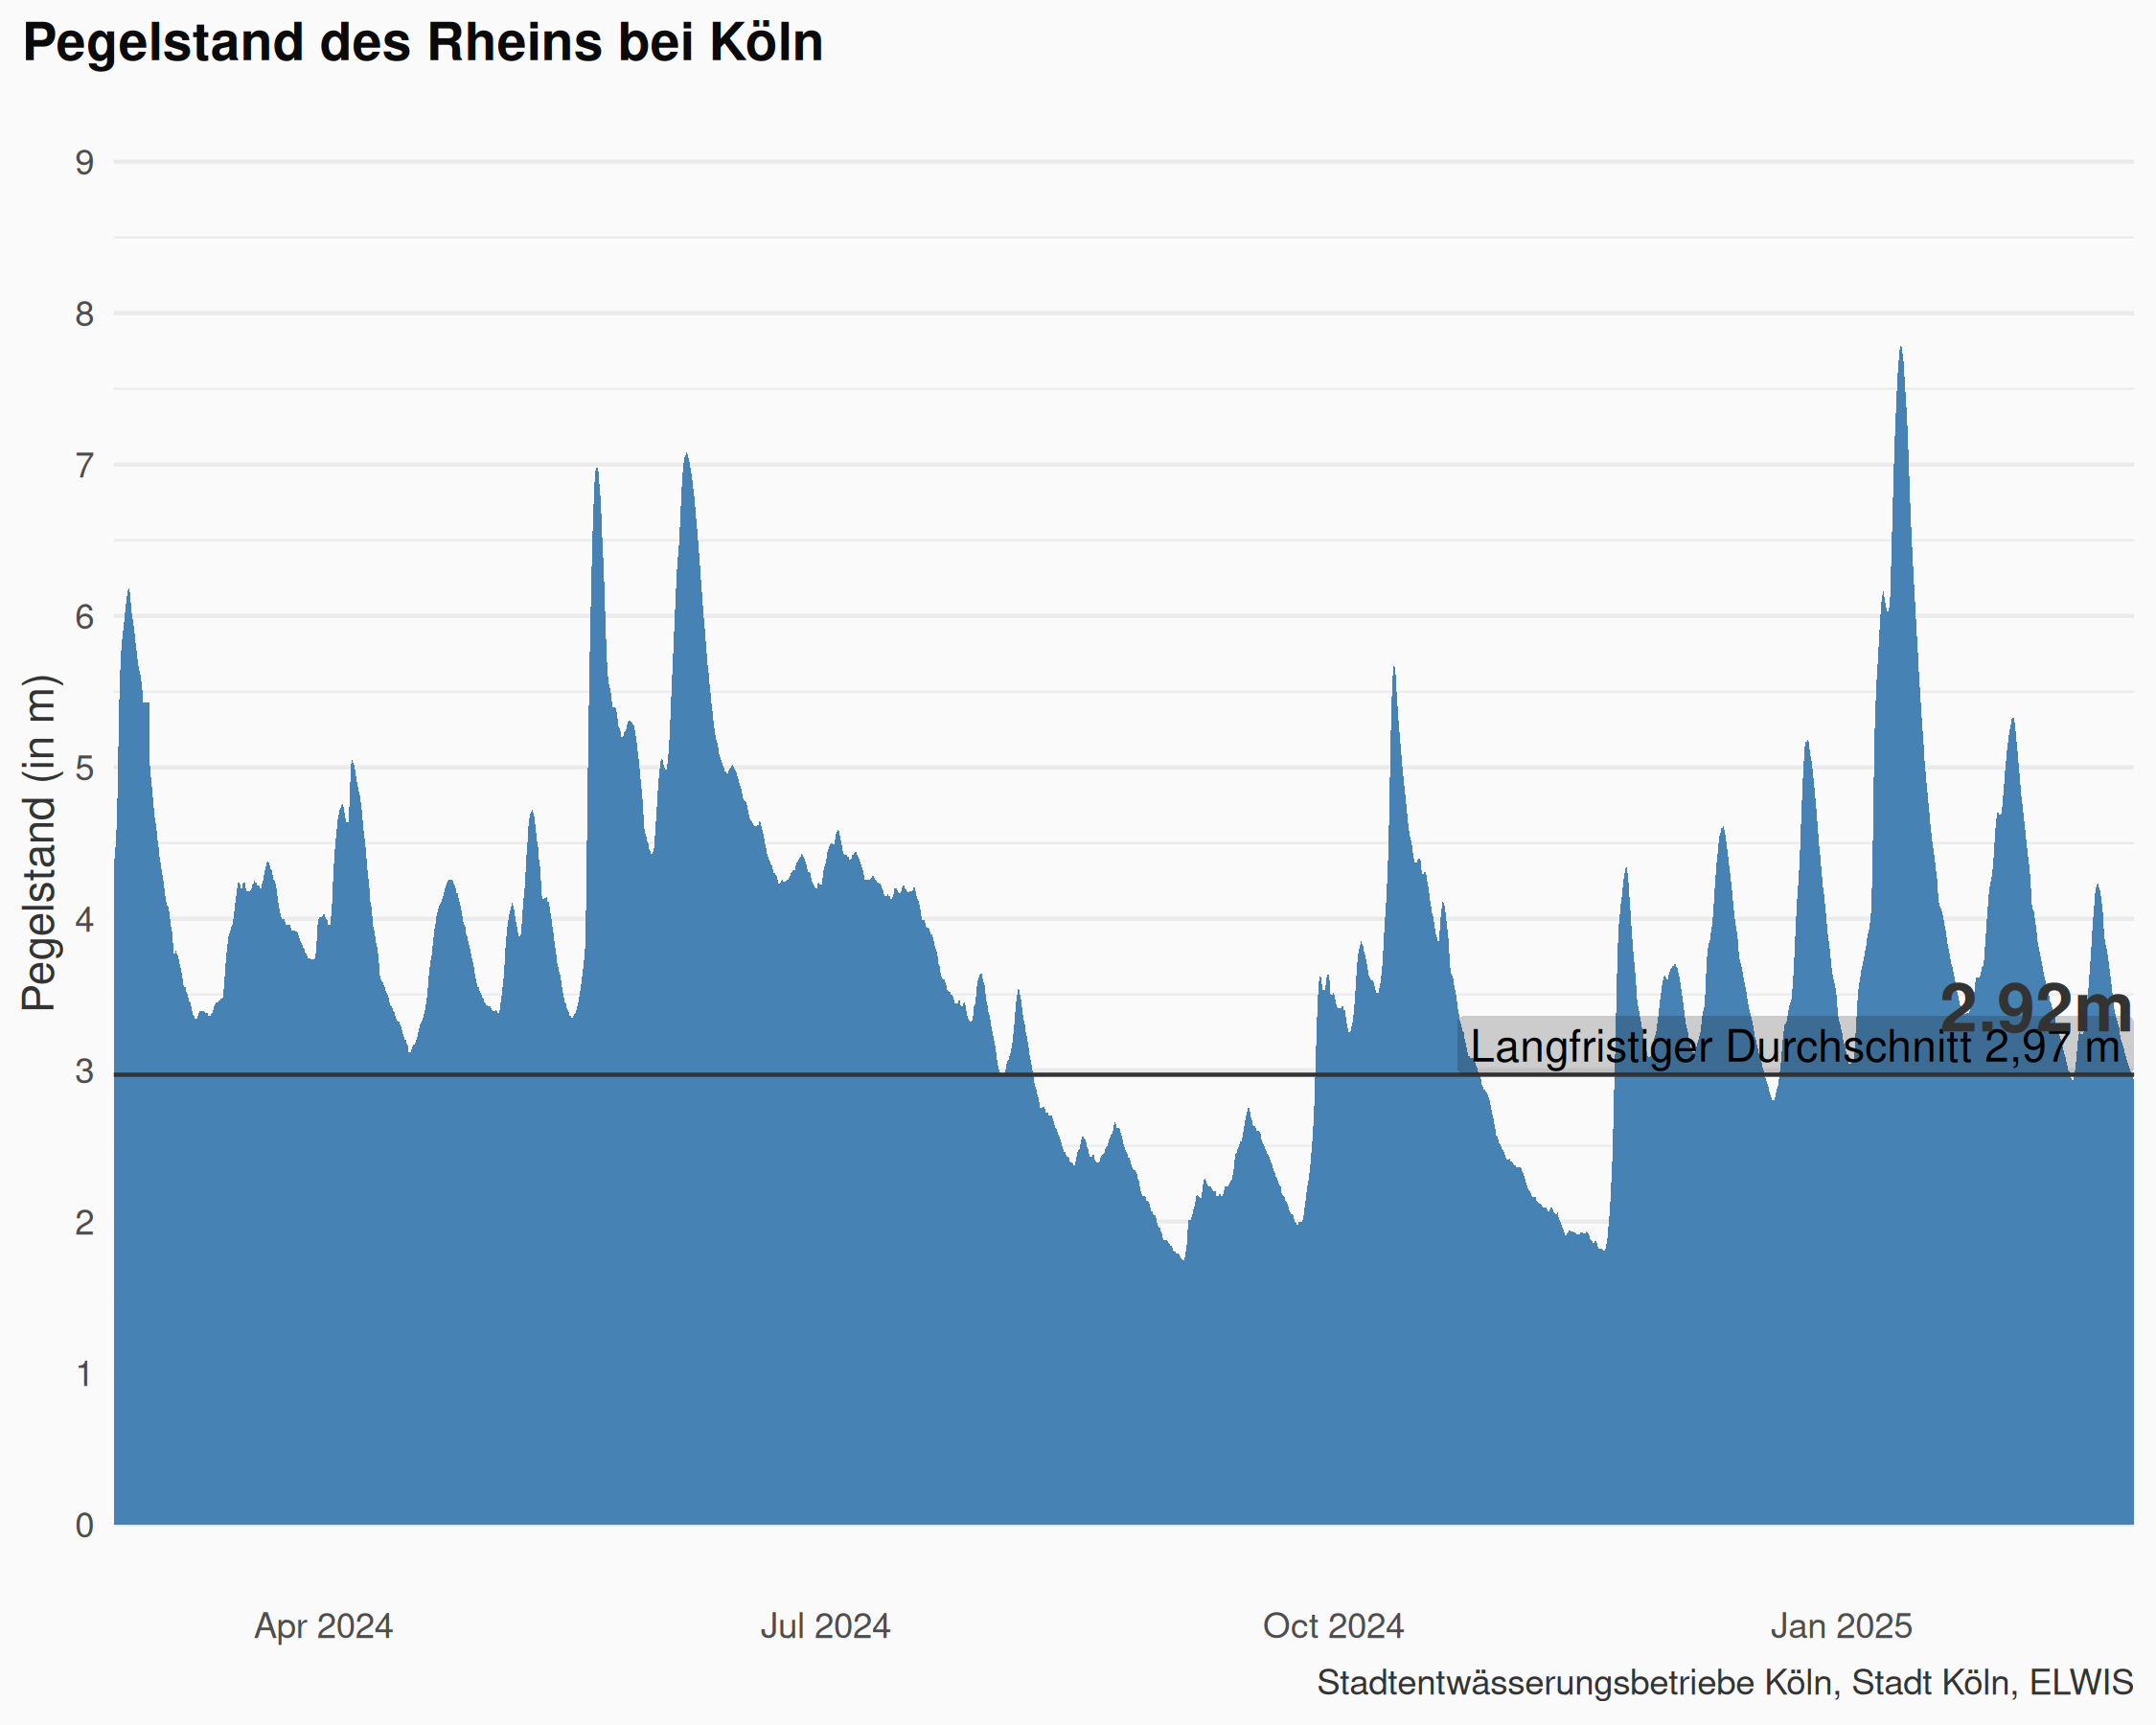 Pegelstand des Rheins bei Köln
Pegelstand (in m)
9
8
7
6
5
4
3
2
1
0
2.92m
Langfristiger Durchschnitt 2,97 m
Apr 2024
Jul 2024
Oct 2024
Jan 2025
Stadtentwässerungsbetriebe Köln, Stadt Köln, ELWIS